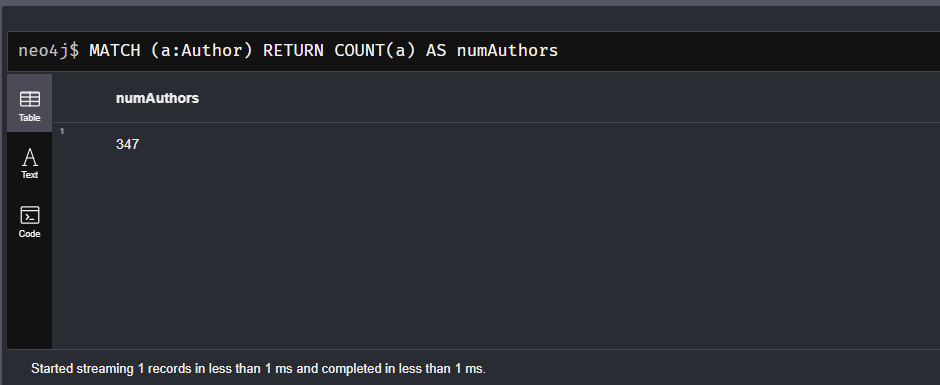 neo4j$ MATCH (a:Author) RETURN COUNT(a) AS numAuthors
Table
numAuthors
1
347
Text
Code
Started streaming 1 records in less than 1 ms and completed in less than 1 ms.